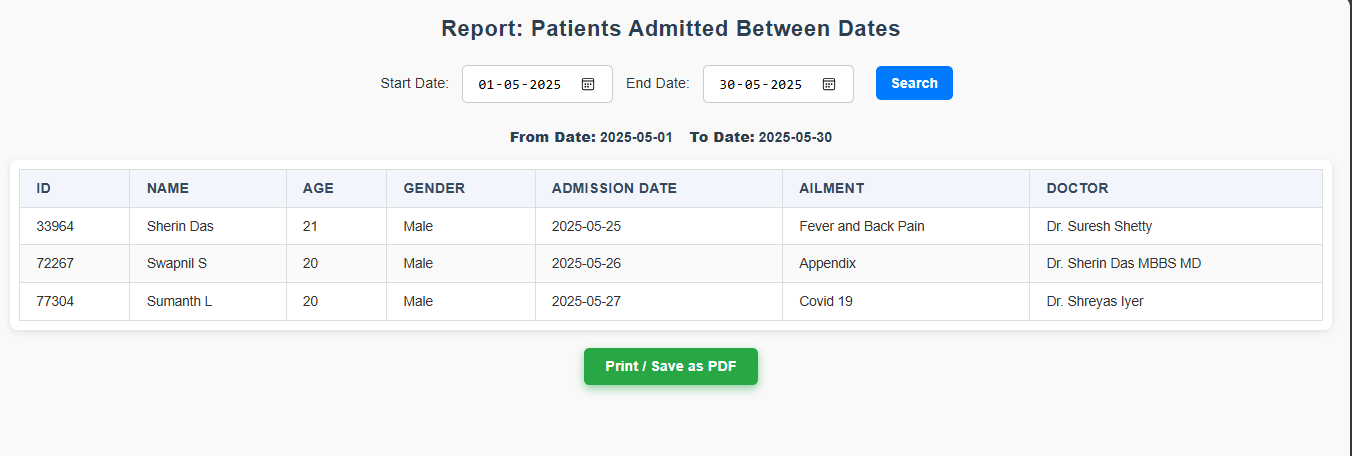 Report: Patients Admitted Between Dates
Start Date: 01-05-2025 End Date: 30-05-2025 Search
From Date: 2025-05-01 To Date: 2025-05-30
ID NAME AGE GENDER ADMISSION DATE AILMENT DOCTOR
33964 Sherin Das 21 Male 2025-05-25 Fever and Back Pain Dr. Suresh Shetty
72267 Swapnil S 20 Male 2025-05-26 Appendix Dr. Sherin Das MBBS MD
77304 Sumanth L 20 Male 2025-05-27 Covid 19 Dr. Shreyas Iyer
Print / Save as PDF